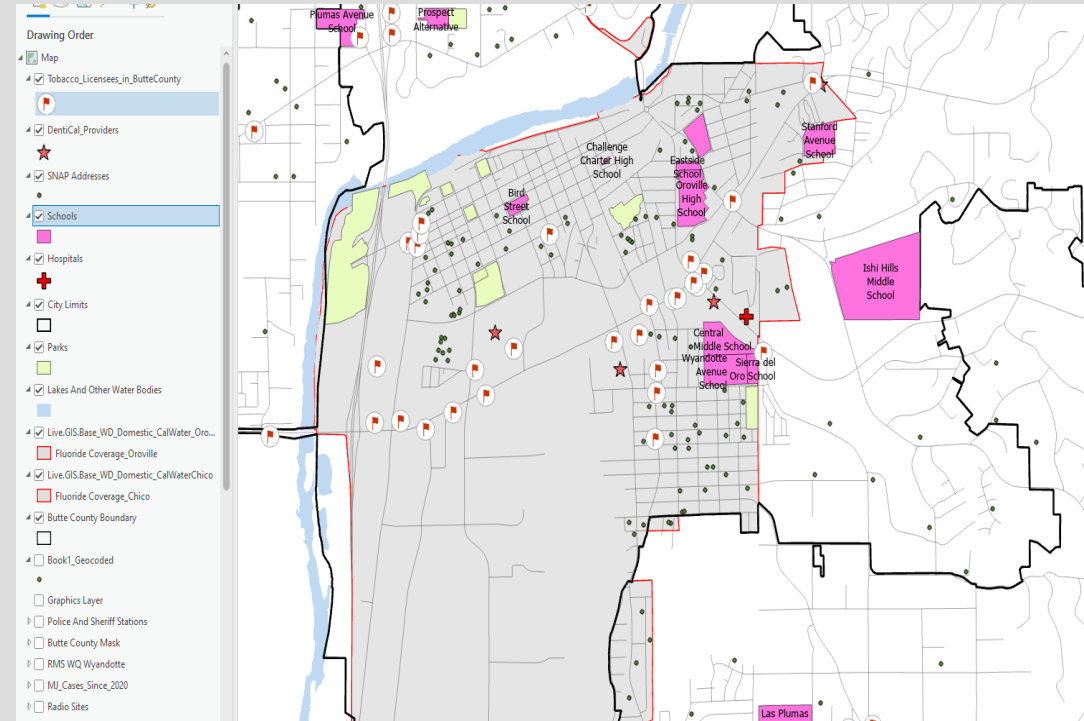 Drawing Order
Map
Tobacco_Licensees_in_ButteCounty
DentiCal_Providers
SNAP Addresses
Schools
Hospitals
City Limits
Parks
Lakes And Other Water Bodies
Live.GIS.Base_WD_Domestic_CalWater_Oro...
Fluoride Coverage_Oroville
Live.GIS.Base_WD_Domestic_CalWaterChico
Fluoride Coverage_Chico
Butte County Boundary
Book1_Geocoded
Graphics Layer
Police And Sheriff Stations
Butte County Mask
RMS WQ Wyandotte
MJ_Cases_Since_2020
Radio Sites
Plumas Avenue
School
Prospect
Alternative
Challenge
Charter High
School
Bird
Street
School
Eastside
School
Oroville
High
School
Stanford
Avenue
School
Ishi Hills
Middle
School
Central
Middle School
Wyandotte
Avenue
School
Sierra del
Oro School
Las Plumas